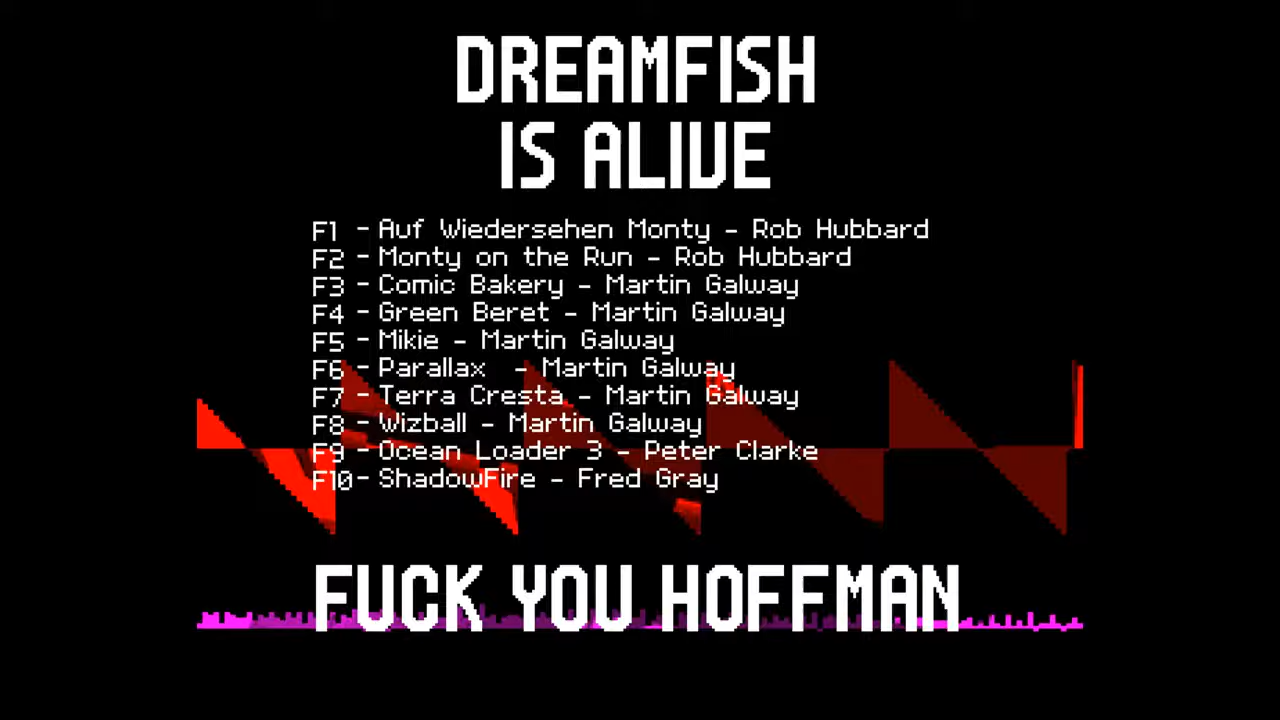 DREAMFISH
IS ALIVE
F1 - Auf Wiedersehen Monty - Rob Hubbard
F2 - Monty on the Run - Rob Hubbard
F3 - Comic Bakery - Martin Galway
F4 - Green Beret - Martin Galway
F5 - Mikie - Martin Galway
F6 - Parallax - Martin Galway
F7 - Terra Cresta - Martin Galway
F8 - Wizball - Martin Galway
F9 - Ocean Loader 3 - Peter Clarke
F10- ShadowFire - Fred Gray
FUCK YOU HOFFMAN